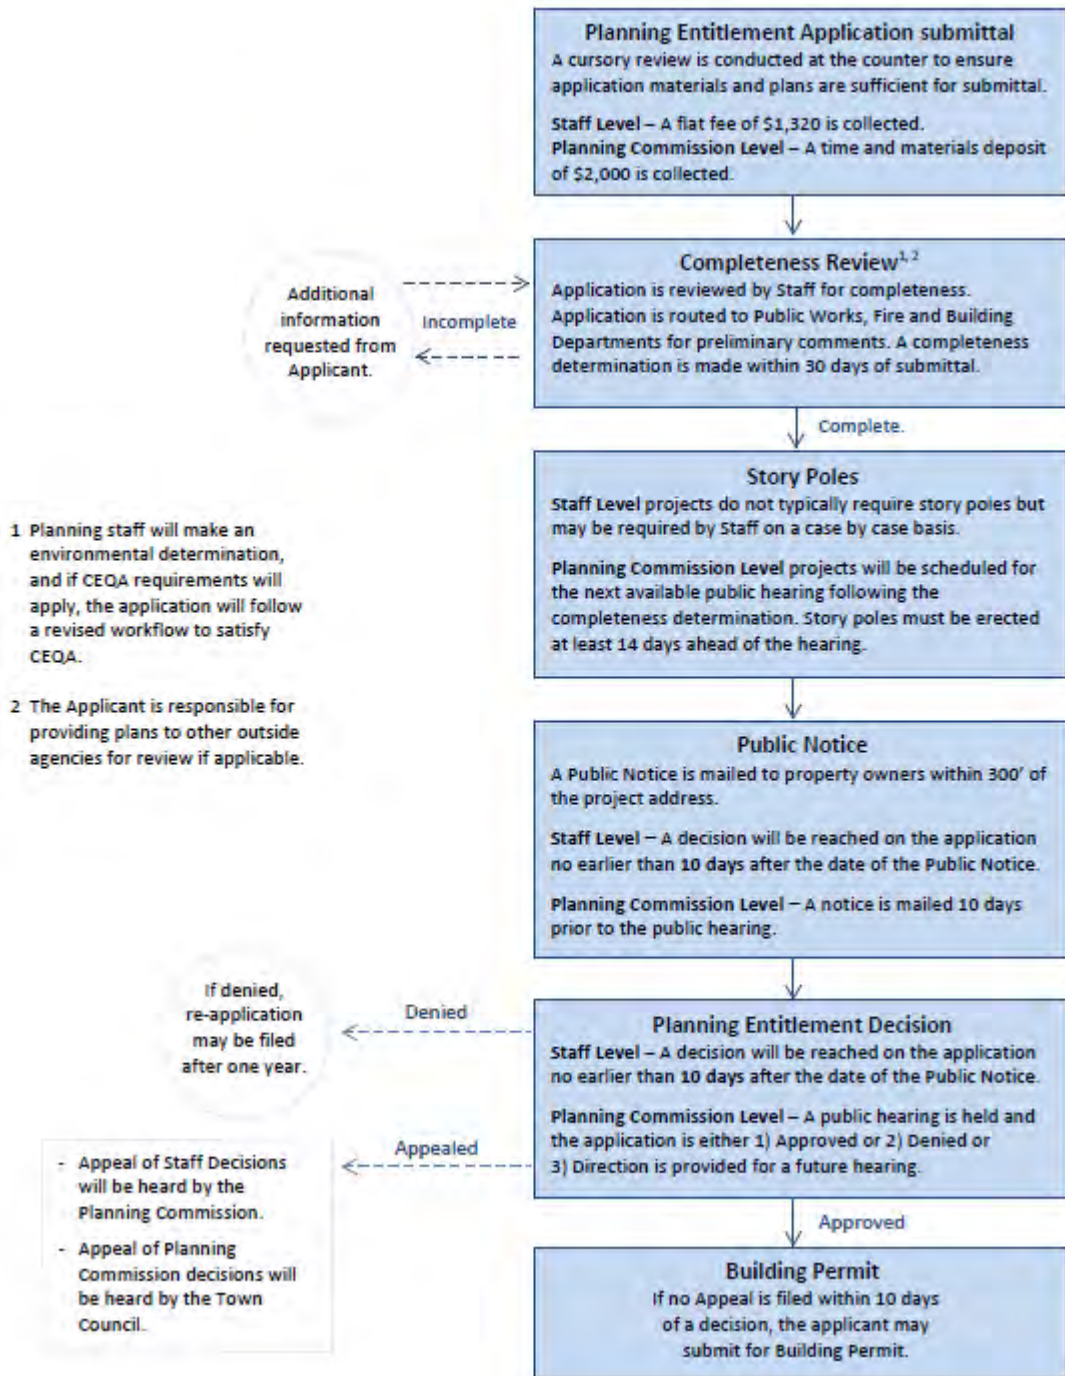 Planning Entitlement Application submittal
A cursory review is conducted at the counter to ensure
application materials and plans are sufficient for submittal.
Staff Level – A flat fee of $1,320 is collected.
Planning Commission Level – A time and materials deposit
of $2,000 is collected.
Completeness Review1, 2
Application is reviewed by Staff for completeness.
Application is routed to Public Works, Fire and Building
Departments for preliminary comments. A completeness
determination is made within 30 days of submittal.
Incomplete
Additional
information
requested from
Applicant.
Complete.
Story Poles
Staff Level projects do not typically require story poles but
may be required by Staff on a case by case basis.
Planning Commission Level projects will be scheduled for
the next available public hearing following the
completeness determination. Story poles must be erected
at least 14 days ahead of the hearing.
1 Planning staff will make an
environmental determination,
and if CEQA requirements will
apply, the application will follow
a revised workflow to satisfy
CEQA.
2 The Applicant is responsible for
providing plans to other outside
agencies for review if applicable.
Public Notice
A Public Notice is mailed to property owners within 300' of
the project address.
Staff Level – A decision will be reached on the application
no earlier than 10 days after the date of the Public Notice.
Planning Commission Level – A notice is mailed 10 days
prior to the public hearing.
Planning Entitlement Decision
Staff Level – A decision will be reached on the application
no earlier than 10 days after the date of the Public Notice.
Planning Commission Level – A public hearing is held and
the application is either 1) Approved or 2) Denied or
3) Direction is provided for a future hearing.
Denied
If denied,
re-application
may be filed
after one year.
Appealed
- Appeal of Staff Decisions
will be heard by the
Planning Commission.
- Appeal of Planning
Commission decisions will
be heard by the Town
Council.
Approved
Building Permit
If no Appeal is filed within 10 days
of a decision, the applicant may
submit for Building Permit.